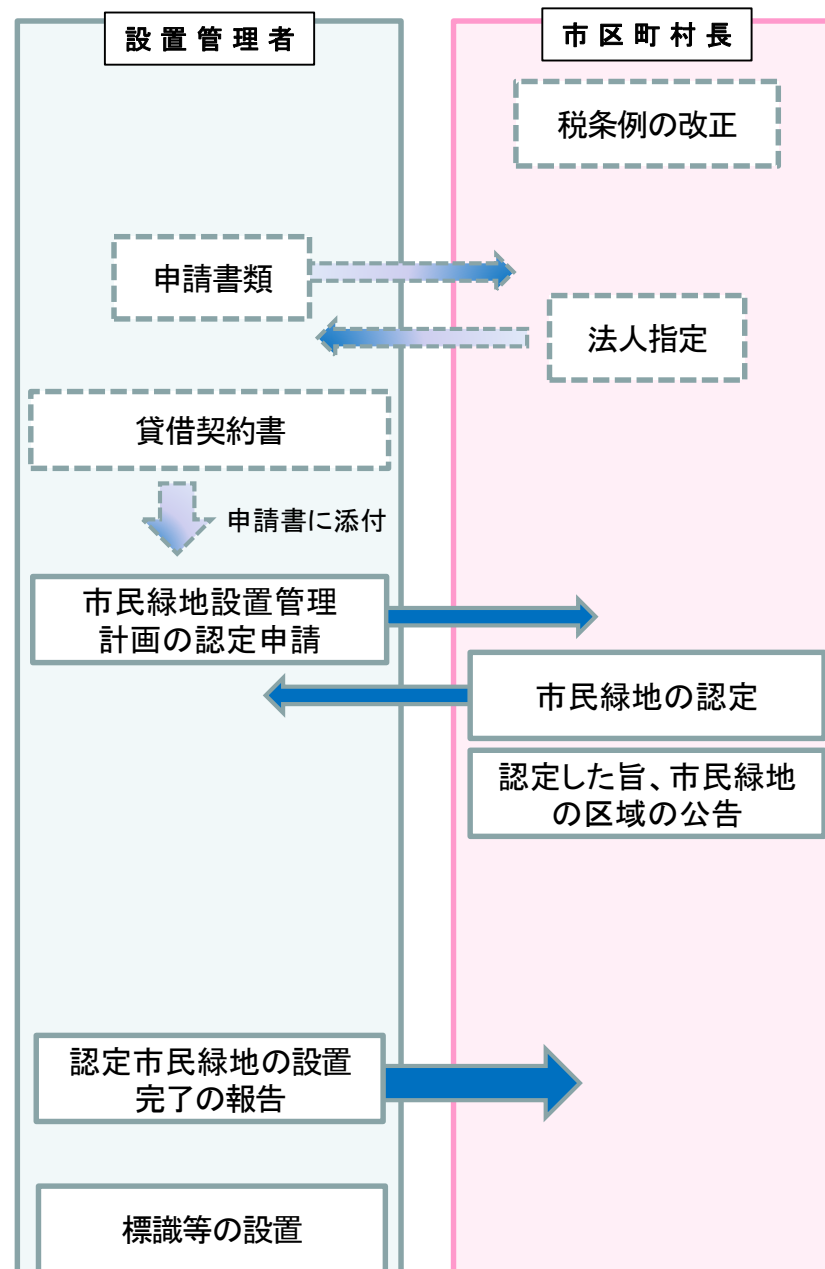 設置管理者
市区町村長
税条例の改正
申請書類
法人指定
貸借契約書
申請書に添付
市民緑地設置管理
計画の認定申請
市民緑地の認定
認定した旨、市民緑地
の区域の公告
認定市民緑地の設置
完了の報告
標識等の設置